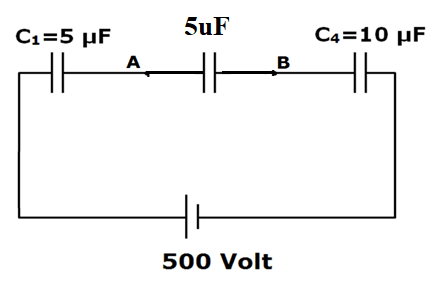 C₁=5 μF
5uF
C₄=10 μF
A
B
500 Volt